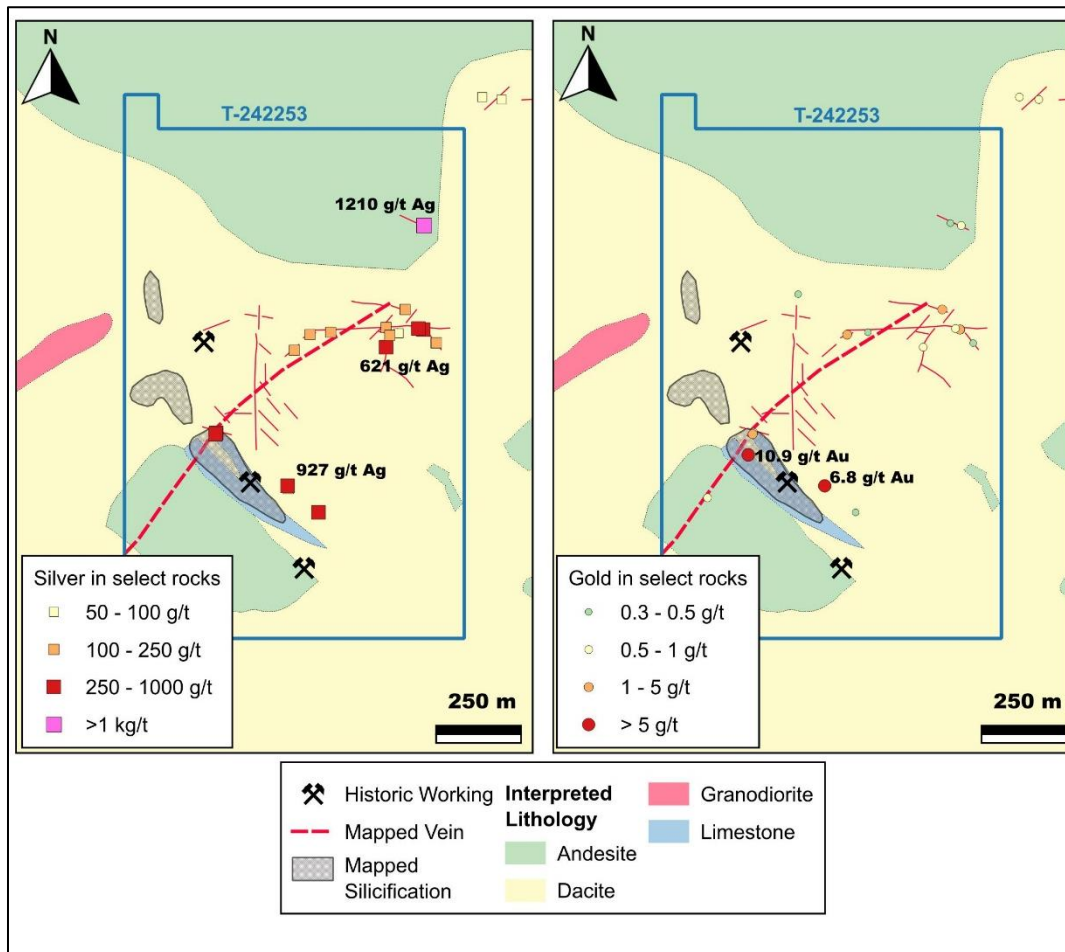 N
T-242253
1210 g/t Ag
621 g/t Ag
927 g/t Ag
Silver in select rocks
50 - 100 g/t
100 - 250 g/t
250 - 1000 g/t
>1 kg/t
250 m
N
T-242253
10.9 g/t Au
6.8 g/t Au
Gold in select rocks
0.3 - 0.5 g/t
0.5 - 1 g/t
1 - 5 g/t
> 5 g/t
250 m
Historic Working
Mapped Vein
Mapped
Silicification
Interpreted
Lithology
Andesite
Dacite
Granodiorite
Limestone